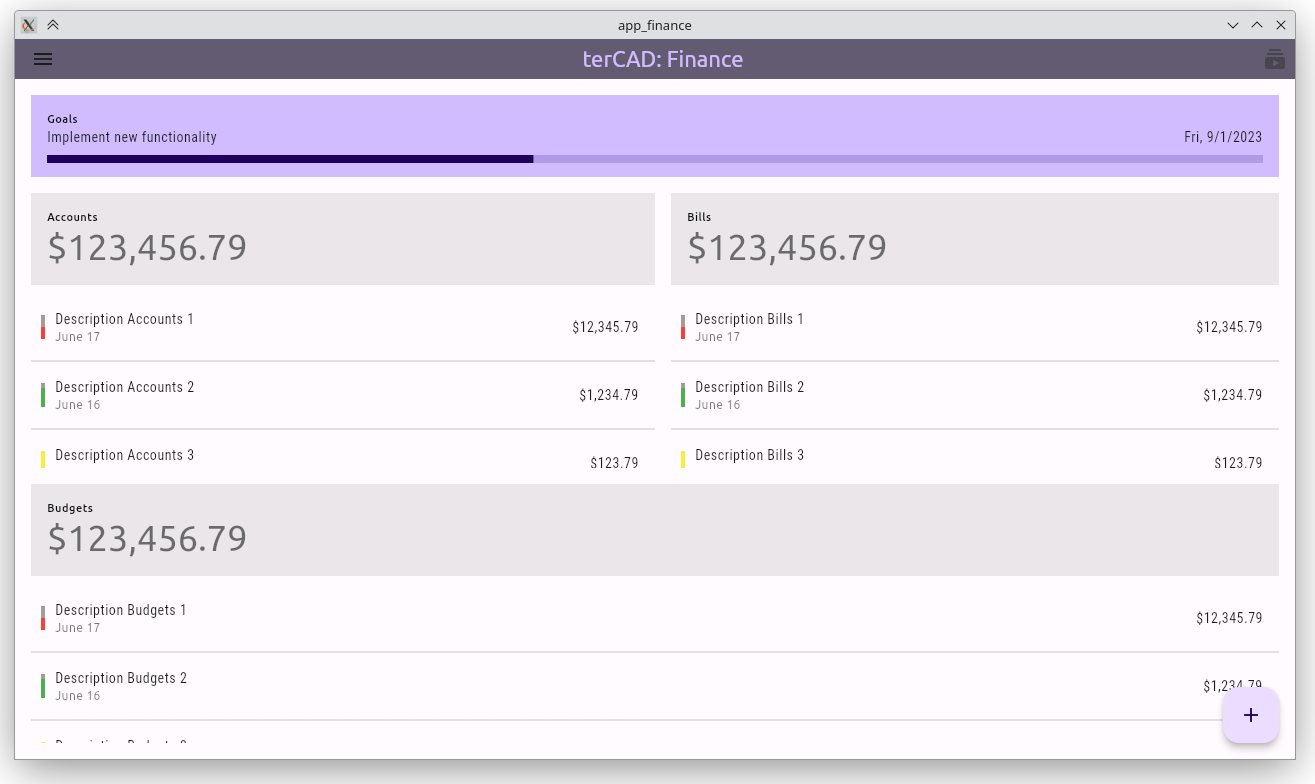 app_finance
terCAD: Finance
Goals
Implement new functionality
Fri, 9/1/2023
Accounts
$123,456.79
Description Accounts 1
June 17
$12,345.79
Description Accounts 2
June 16
$1,234.79
Description Accounts 3
$123.79
Bills
$123,456.79
Description Bills 1
June 17
$12,345.79
Description Bills 2
June 16
$1,234.79
Description Bills 3
$123.79
Budgets
$123,456.79
Description Budgets 1
June 17
$12,345.79
Description Budgets 2
June 16
$1,234.79